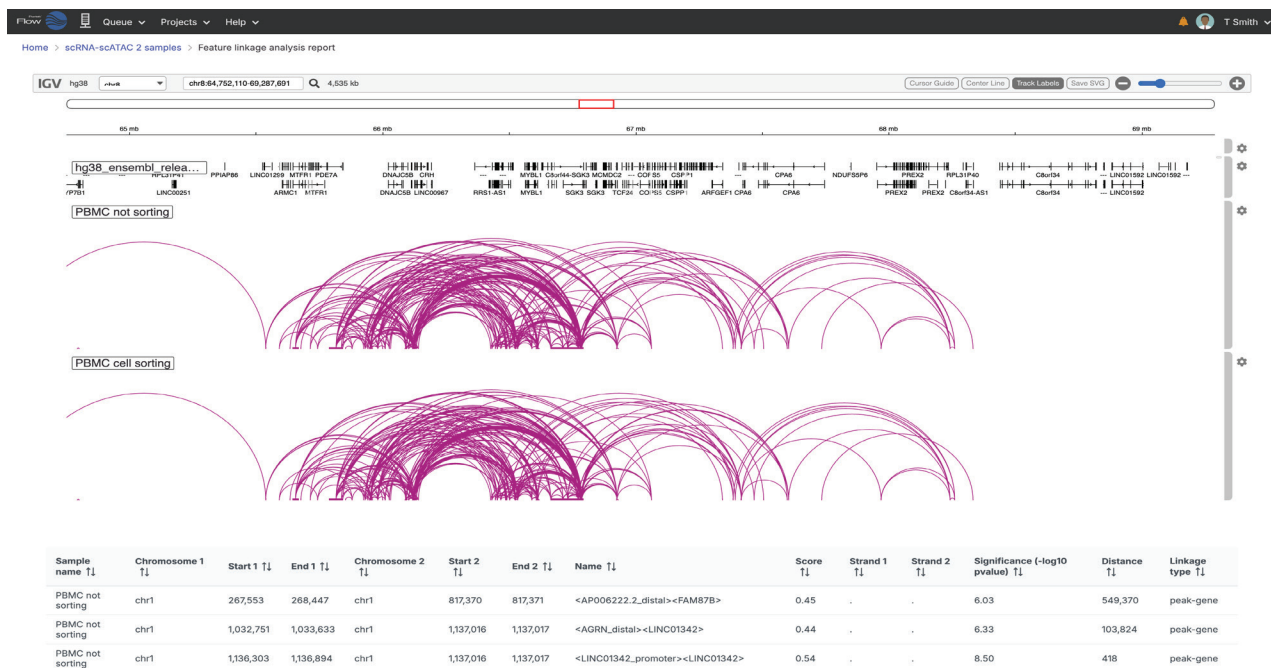 Flow Queue Projects Help T Smith
Home > scRNA-scATAC 2 samples > Feature linkage analysis report
IGV hg38 chr8 chr8:64,752,110-69,287,691 4,535 kb Cursor Guide Center Line Track Labels Save SVG
65 mb 66 mb 67 mb 68 mb 69 mb
hg38_ensembl_relea...
PPIAP86 LINC01299 MTFR1 PDE7A DNAJC5B CRH --- --- MYBL1 C8orf44-SGK3 MCMDC2 --- COPS5 CSPP1 --- CPA6 NDUFS5P6 PREX2 RPL31P40 C8orf34 --- LINC01592 LINC01592 ---
LINC00251 ARMC1 MTFR1 DNAJC5B LINC00967 RRS1-AS1 MYBL1 SGK3 SGK3 TCF24 COPS5 CSPP1 ARFGEF1 CPA6 CPA6 PREX2 PREX2 C8orf34-AS1 C8orf34 --- LINC01592
PBMC not sorting
PBMC cell sorting
Sample name Chromosome 1 Start 1 End 1 Chromosome 2 Start 2 End 2 Name Score Strand 1 Strand 2 Significance (-log10 pvalue) Distance Linkage type
PBMC not sorting chr1 267,553 268,447 chr1 817,370 817,371 <AP006222.2_distal><FAM87B> 0.45 . . 6.03 549,370 peak-gene
PBMC not sorting chr1 1,032,751 1,033,633 chr1 1,137,016 1,137,017 <AGRN_distal><LINC01342> 0.44 . . 6.33 103,824 peak-gene
PBMC not sorting chr1 1,136,303 1,136,894 chr1 1,137,016 1,137,017 <LINC01342_promoter><LINC01342> 0.54 . . 8.50 418 peak-gene